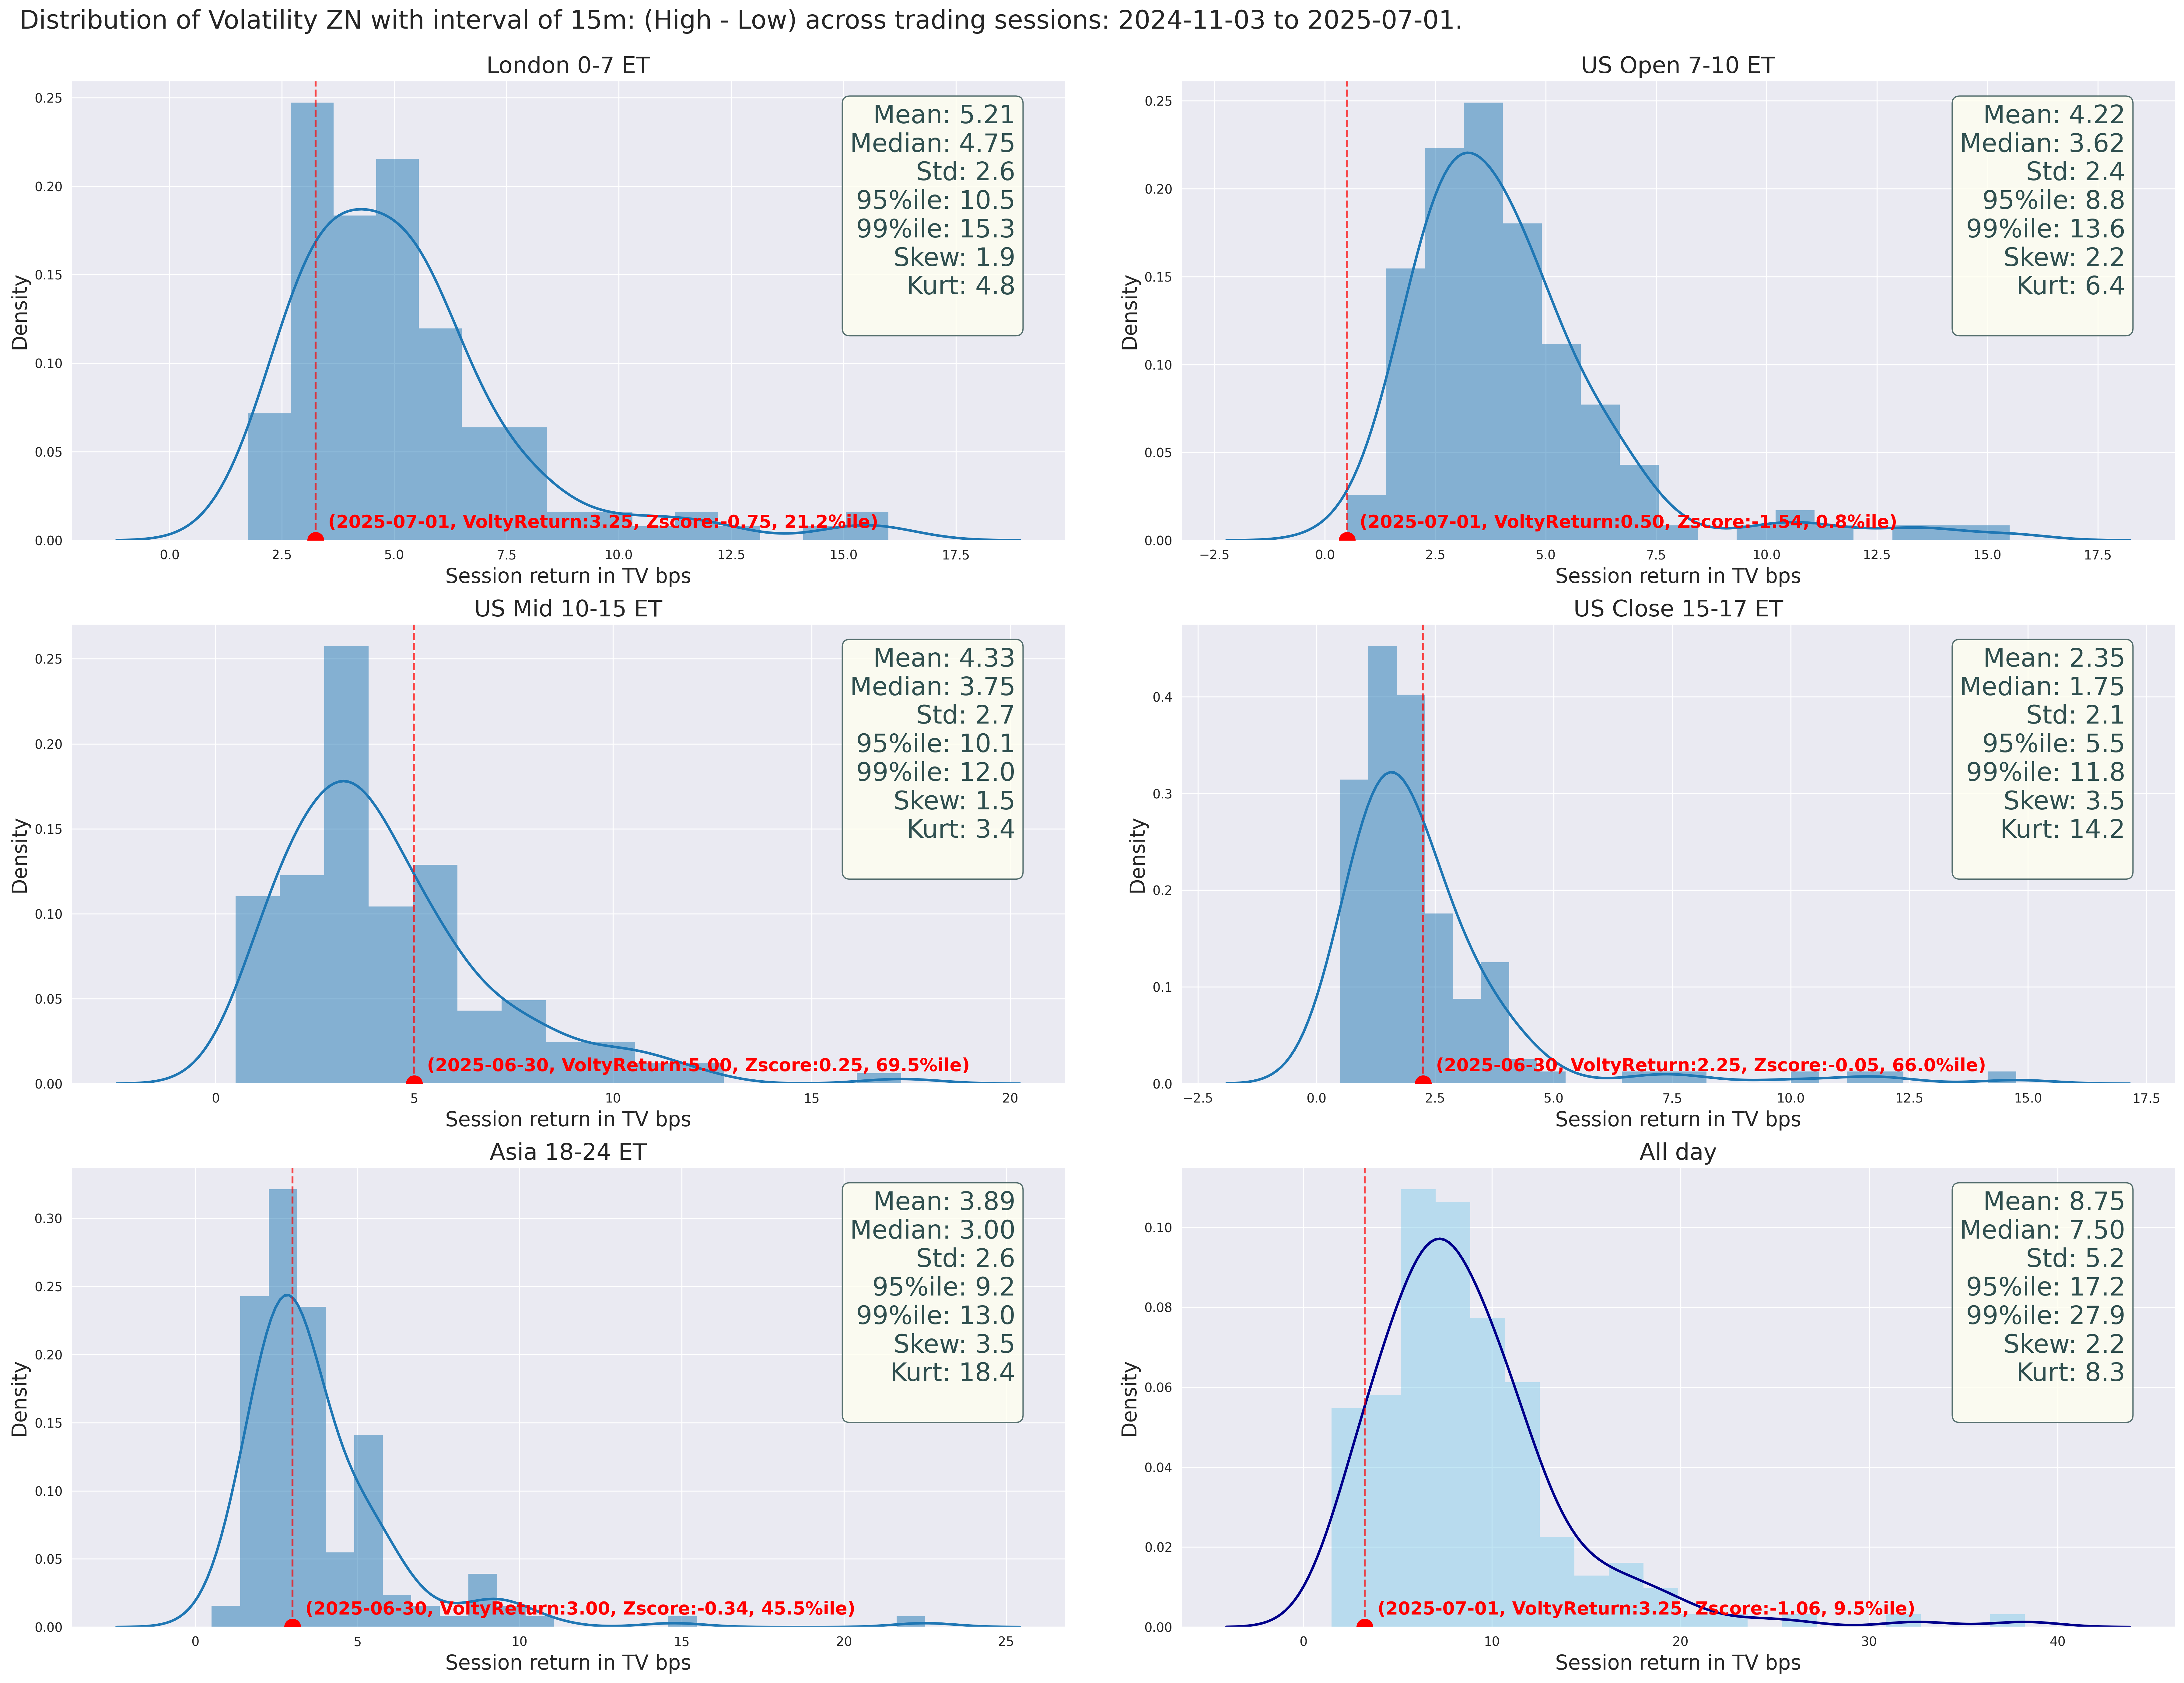 Distribution of Volatility ZN with interval of 15m: (High - Low) across trading sessions: 2024-11-03 to 2025-07-01.
London 0-7 ET
0.25
0.20
0.15
0.10
0.05
0.00
Density
Mean: 5.21
Median: 4.75
Std: 2.6
95%ile: 10.5
99%ile: 15.3
Skew: 1.9
Kurt: 4.8
(2025-07-01, VoltyReturn:3.25, Zscore:-0.75, 21.2%ile)
0.0 2.5 5.0 7.5 10.0 12.5 15.0 17.5
Session return in TV bps
US Open 7-10 ET
0.25
0.20
0.15
0.10
0.05
0.00
Density
Mean: 4.22
Median: 3.62
Std: 2.4
95%ile: 8.8
99%ile: 13.6
Skew: 2.2
Kurt: 6.4
(2025-07-01, VoltyReturn:0.50, Zscore:-1.54, 0.8%ile)
−2.5 0.0 2.5 5.0 7.5 10.0 12.5 15.0 17.5
Session return in TV bps
US Mid 10-15 ET
0.25
0.20
0.15
0.10
0.05
0.00
Density
Mean: 4.33
Median: 3.75
Std: 2.7
95%ile: 10.1
99%ile: 12.0
Skew: 1.5
Kurt: 3.4
(2025-06-30, VoltyReturn:5.00, Zscore:0.25, 69.5%ile)
0 5 10 15 20
Session return in TV bps
US Close 15-17 ET
0.4
0.3
0.2
0.1
0.0
Density
Mean: 2.35
Median: 1.75
Std: 2.1
95%ile: 5.5
99%ile: 11.8
Skew: 3.5
Kurt: 14.2
(2025-06-30, VoltyReturn:2.25, Zscore:-0.05, 66.0%ile)
−2.5 0.0 2.5 5.0 7.5 10.0 12.5 15.0 17.5
Session return in TV bps
Asia 18-24 ET
0.30
0.25
0.20
0.15
0.10
0.05
0.00
Density
Mean: 3.89
Median: 3.00
Std: 2.6
95%ile: 9.2
99%ile: 13.0
Skew: 3.5
Kurt: 18.4
(2025-06-30, VoltyReturn:3.00, Zscore:-0.34, 45.5%ile)
0 5 10 15 20 25
Session return in TV bps
All day
0.10
0.08
0.06
0.04
0.02
0.00
Density
Mean: 8.75
Median: 7.50
Std: 5.2
95%ile: 17.2
99%ile: 27.9
Skew: 2.2
Kurt: 8.3
(2025-07-01, VoltyReturn:3.25, Zscore:-1.06, 9.5%ile)
0 10 20 30 40
Session return in TV bps